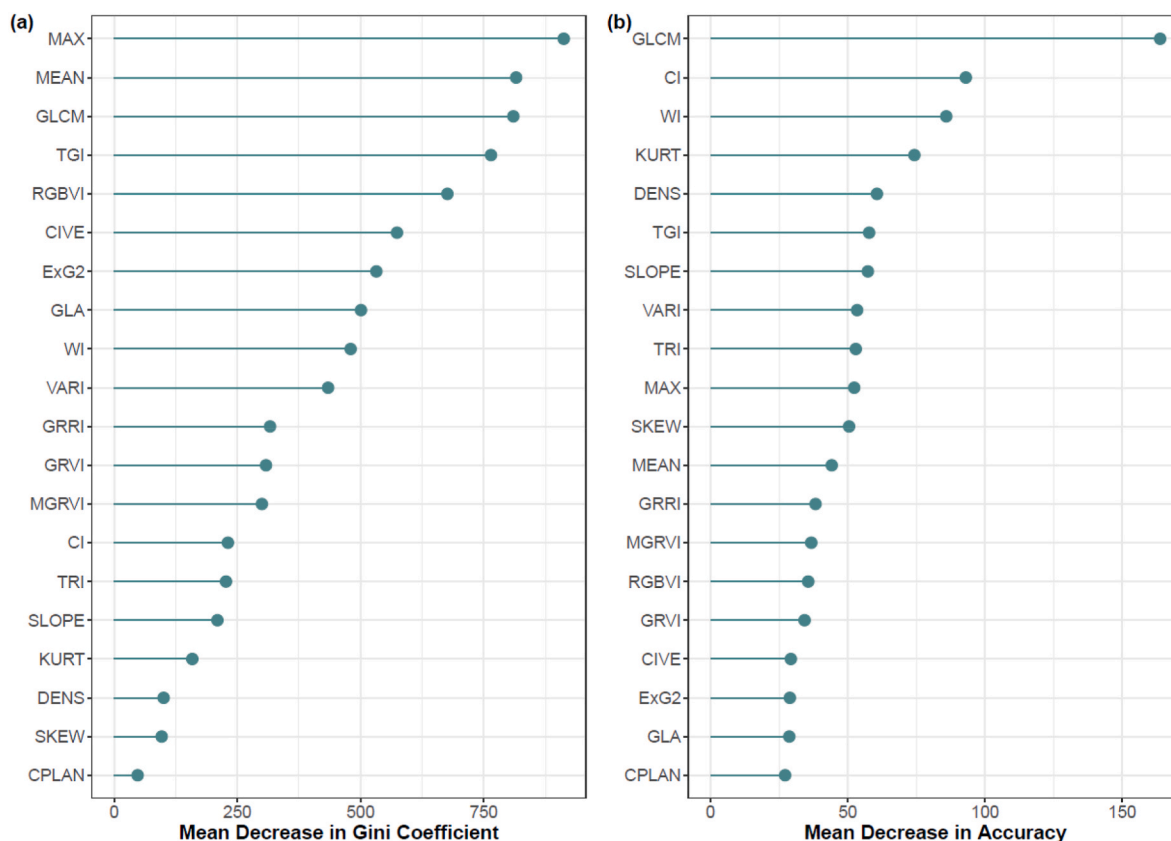 (a)
MAX
MEAN
GLCM
TGI
RGBVI
CIVE
ExG2
GLA
WI
VARI
GRRI
GRVI
MGRVI
CI
TRI
SLOPE
KURT
DENS
SKEW
CPLAN
0 250 500 750
Mean Decrease in Gini Coefficient
(b)
GLCM
CI
WI
KURT
DENS
TGI
SLOPE
VARI
TRI
MAX
SKEW
MEAN
GRRI
MGRVI
RGBVI
GRVI
CIVE
ExG2
GLA
CPLAN
0 50 100 150
Mean Decrease in Accuracy